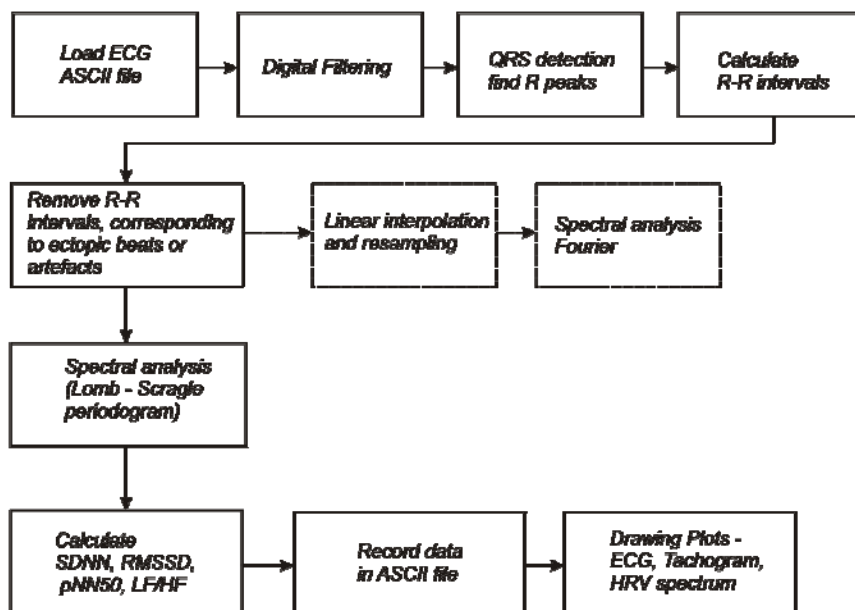 Load ECG
ASCII file
Digital Filtering
QRS detection
find R peaks
Calculate
R-R intervals
Remove R-R
intervals, corresponding
to ectopic beats or
artefacts
Linear interpolation
and resampling
Spectral analysis
Fourier
Spectral analysis
(Lomb - Scragle
periodogram)
Calculate
SDNN, RMSSD,
pNN50, LF/HF
Record data
in ASCII file
Drawing Plots -
ECG, Tachogram,
HRV spectrum